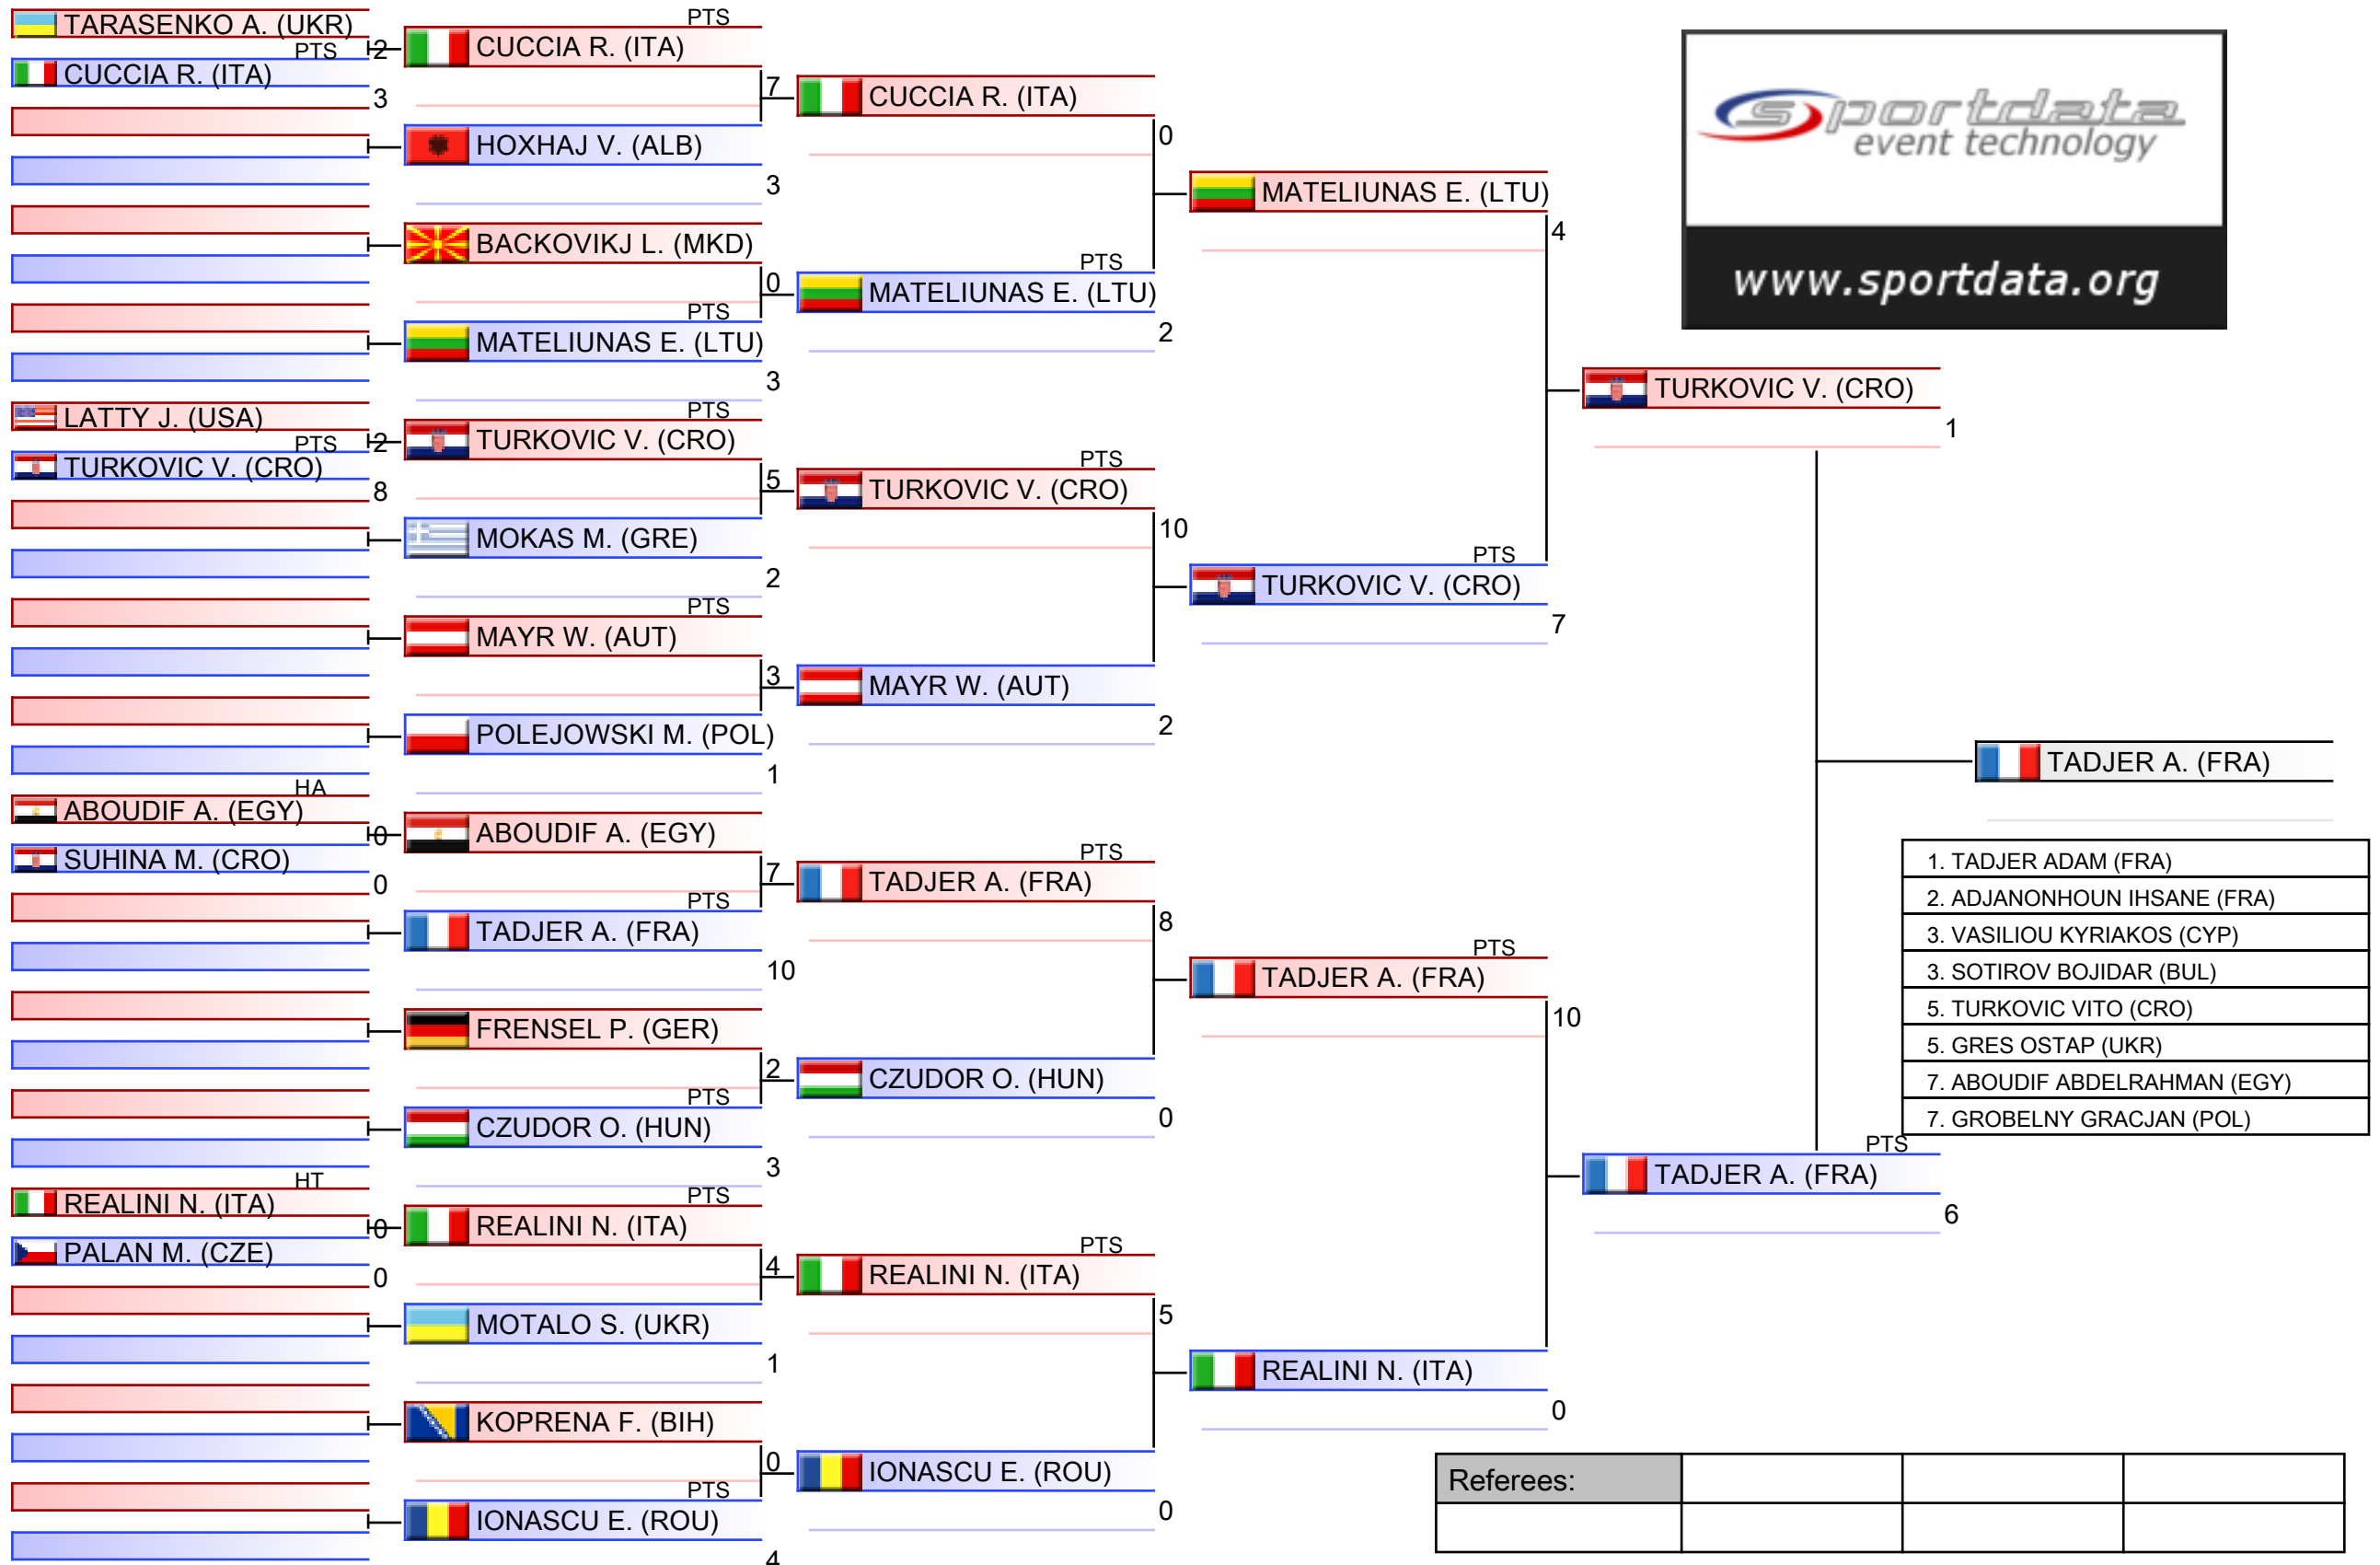 TARASENKO A. (UKR)
PTS
2
CUCCIA R. (ITA)
3
LATTY J. (USA)
PTS
2
TURKOVIC V. (CRO)
8
HA
ABOUDIF A. (EGY)
0
SUHINA M. (CRO)
0
HT
REALINI N. (ITA)
0
PALAN M. (CZE)
0
PTS
CUCCIA R. (ITA)
7
HOXHAJ V. (ALB)
3
BACKOVIKJ L. (MKD)
0
PTS
MATELIUNAS E. (LTU)
3
PTS
TURKOVIC V. (CRO)
5
MOKAS M. (GRE)
2
PTS
MAYR W. (AUT)
3
POLEJOWSKI M. (POL)
1
ABOUDIF A. (EGY)
7
PTS
TADJER A. (FRA)
10
FRENSEL P. (GER)
2
PTS
CZUDOR O. (HUN)
3
PTS
REALINI N. (ITA)
4
MOTALO S. (UKR)
1
KOPRENA F. (BIH)
0
PTS
IONASCU E. (ROU)
4
CUCCIA R. (ITA)
0
PTS
MATELIUNAS E. (LTU)
2
PTS
TURKOVIC V. (CRO)
10
MAYR W. (AUT)
2
PTS
TADJER A. (FRA)
8
CZUDOR O. (HUN)
0
PTS
REALINI N. (ITA)
5
IONASCU E. (ROU)
0
MATELIUNAS E. (LTU)
4
PTS
TURKOVIC V. (CRO)
7
PTS
TADJER A. (FRA)
10
REALINI N. (ITA)
0
TURKOVIC V. (CRO)
1
PTS
TADJER A. (FRA)
6
TADJER A. (FRA)
sportdata
event technology
www.sportdata.org
1. TADJER ADAM (FRA)
2. ADJANONHOUN IHSANE (FRA)
3. VASILIOU KYRIAKOS (CYP)
3. SOTIROV BOJIDAR (BUL)
5. TURKOVIC VITO (CRO)
5. GRES OSTAP (UKR)
7. ABOUDIF ABDELRAHMAN (EGY)
7. GROBELNY GRACJAN (POL)
Referees: